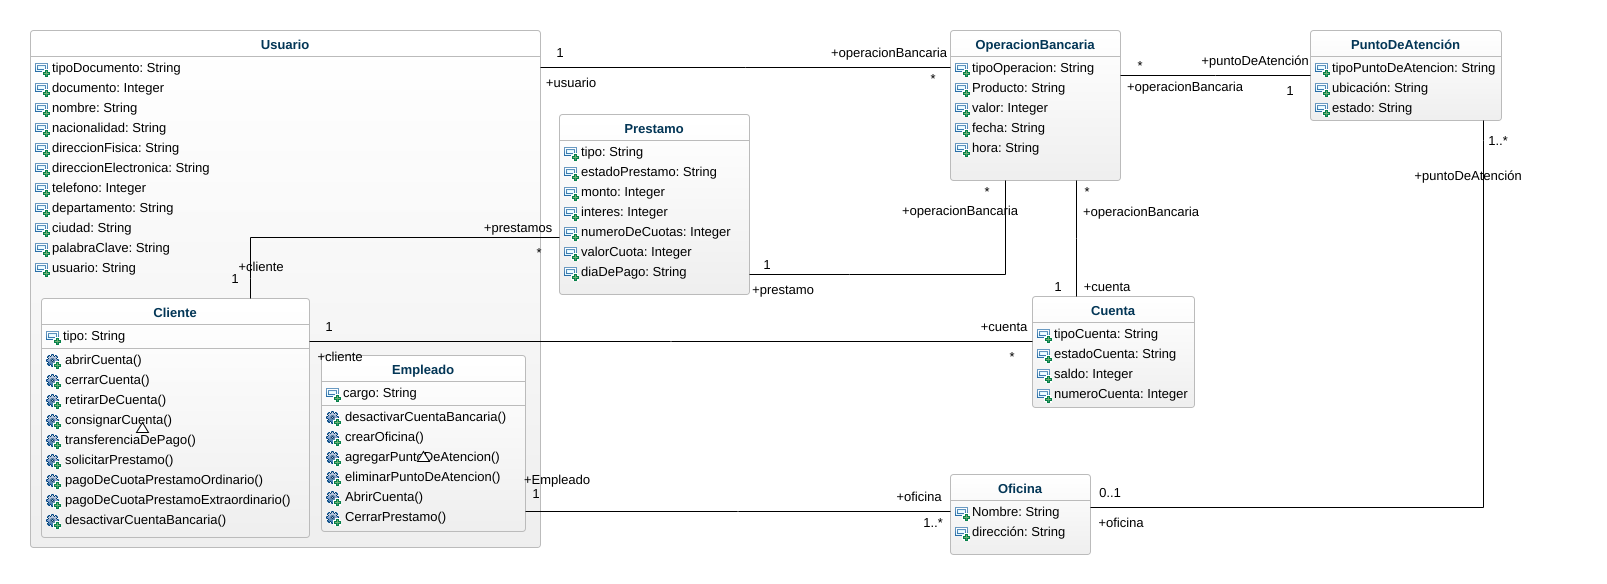 Usuario
tipoDocumento: String
documento: Integer
nombre: String
nacionalidad: String
direccionFisica: String
direccionElectronica: String
telefono: Integer
departamento: String
ciudad: String
palabraClave: String
usuario: String
+cliente
1
Cliente
tipo: String
abrirCuenta()
cerrarCuenta()
retirarDeCuenta()
consignarCuenta()
transferenciaDePago()
solicitarPrestamo()
pagoDeCuotaPrestamoOrdinario()
pagoDeCuotaPrestamoExtraordinario()
desactivarCuentaBancaria()
1
+cliente
Empleado
cargo: String
desactivarCuentaBancaria()
crearOficina()
agregarPuntoDeAtencion()
eliminarPuntoDeAtencion()
AbrirCuenta()
CerrarPrestamo()
+Empleado
1
1
+usuario
+operacionBancaria
*
+prestamos
*
Prestamo
tipo: String
estadoPrestamo: String
monto: Integer
interes: Integer
numeroDeCuotas: Integer
valorCuota: Integer
diaDePago: String
1
+prestamo
OperacionBancaria
tipoOperacion: String
Producto: String
valor: Integer
fecha: String
hora: String
*
+operacionBancaria
*
+operacionBancaria
*
+operacionBancaria
+puntoDeAtención
1
PuntoDeAtención
tipoPuntoDeAtencion: String
ubicación: String
estado: String
1..*
+puntoDeAtención
1
+cuenta
+cuenta
*
Cuenta
tipoCuenta: String
estadoCuenta: String
saldo: Integer
numeroCuenta: Integer
+oficina
1..*
Oficina
Nombre: String
dirección: String
0..1
+oficina